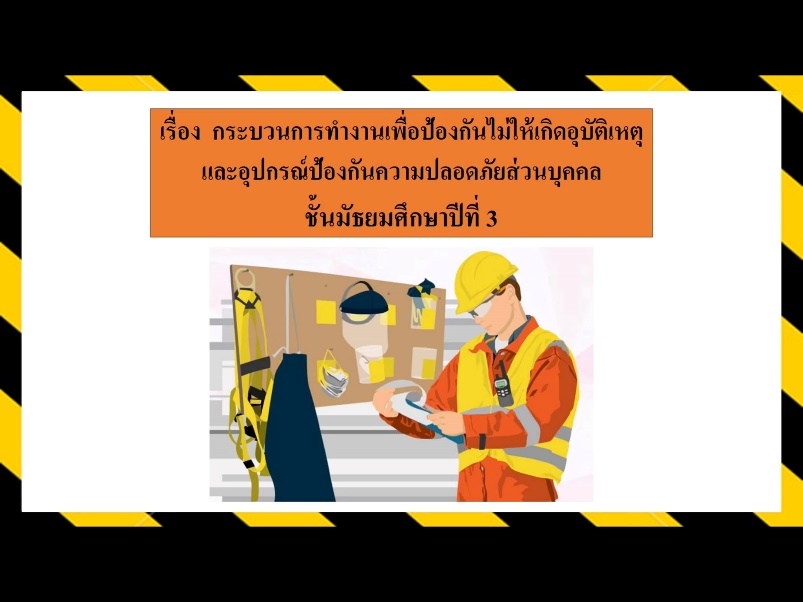 เรื่อง กระบวนการทำงานเพื่อป้องกันไม่ให้เกิดอุบัติเหตุ
และอุปกรณ์ป้องกันความปลอดภัยส่วนบุคคล
ชั้นมัธยมศึกษาปีที่ 3